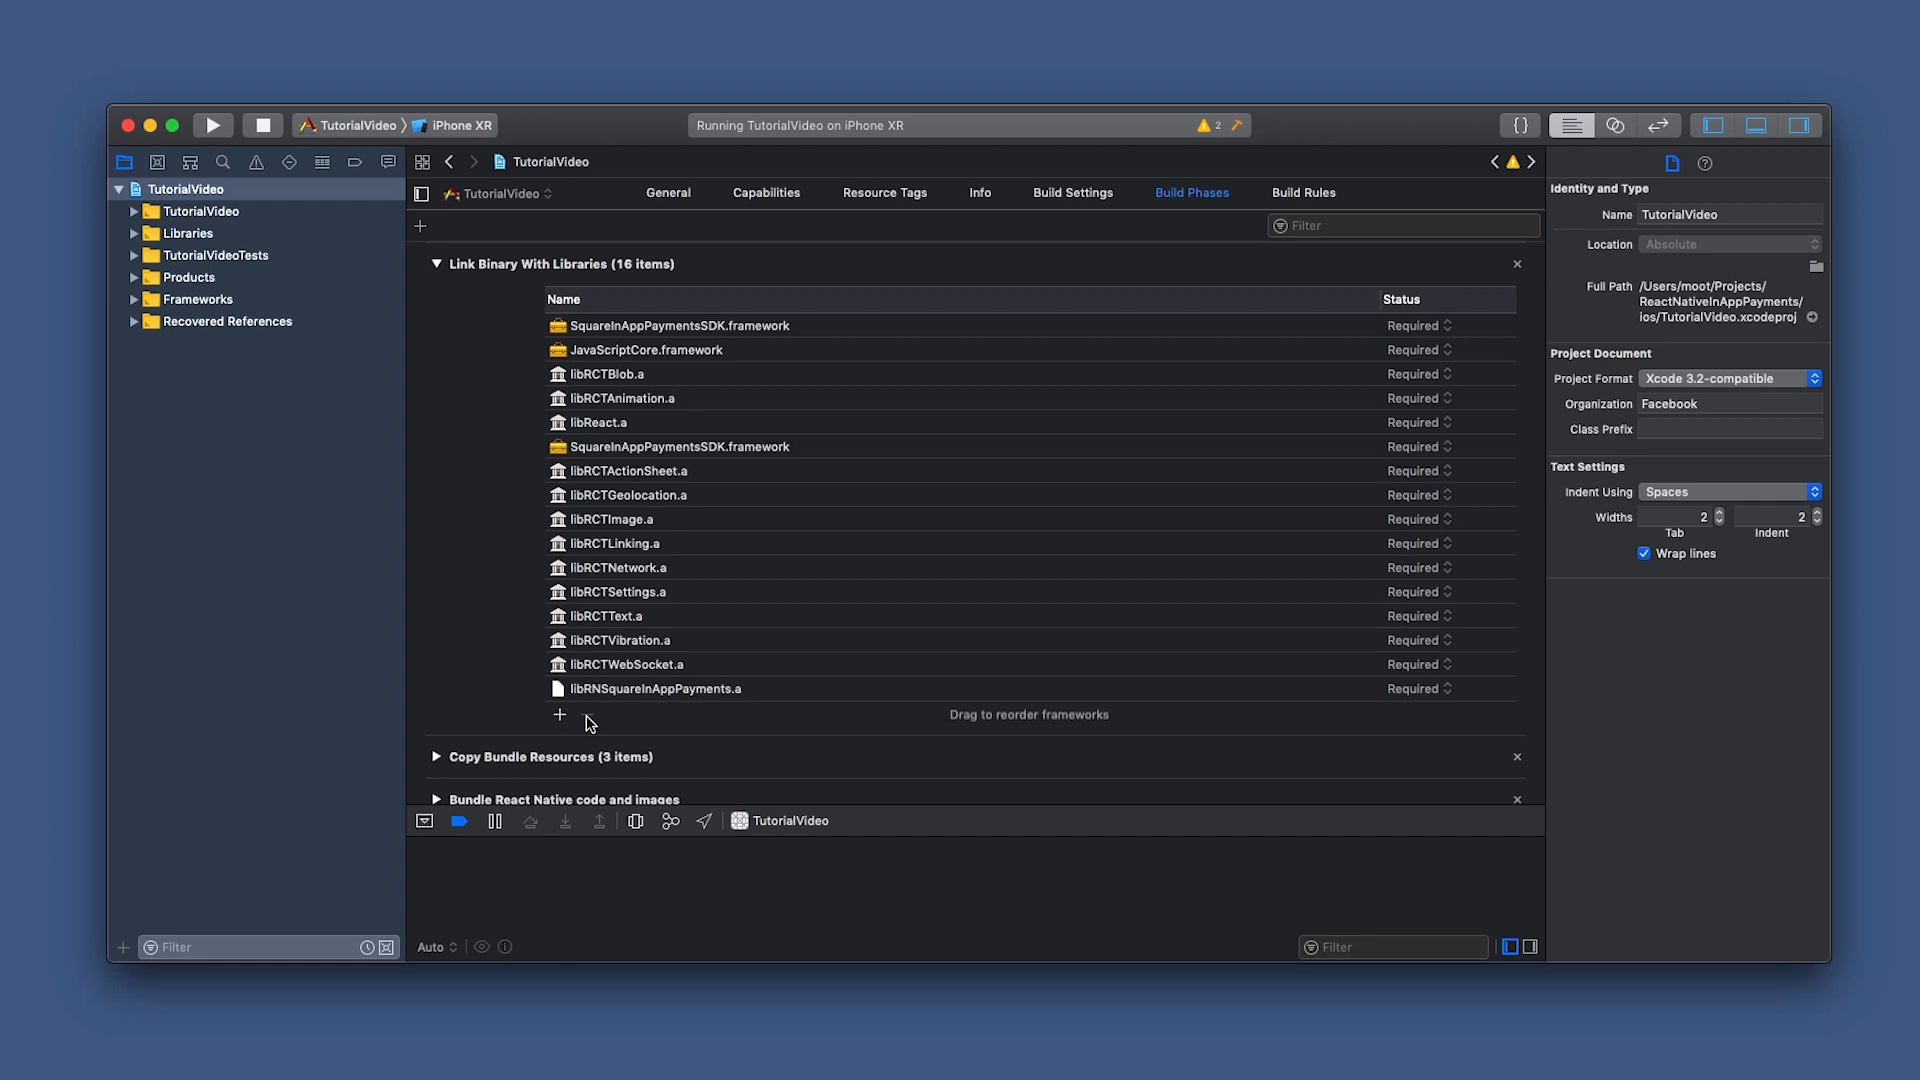 TutorialVideo
iPhone XR
Running TutorialVideo on iPhone XR
2
{}
TutorialVideo
TutorialVideo
TutorialVideo
Libraries
TutorialVideoTests
Products
Frameworks
Recovered References
Filter
TutorialVideo
General
Capabilities
Resource Tags
Info
Build Settings
Build Phases
Build Rules
Filter
Link Binary With Libraries (16 items)
Name Status
SquareInAppPaymentsSDK.framework Required
JavaScriptCore.framework Required
libRCTBlob.a Required
libRCTAnimation.a Required
libReact.a Required
SquareInAppPaymentsSDK.framework Required
libRCTActionSheet.a Required
libRCTGeolocation.a Required
libRCTImage.a Required
libRCTLinking.a Required
libRCTNetwork.a Required
libRCTSettings.a Required
libRCTText.a Required
libRCTVibration.a Required
libRCTWebSocket.a Required
libRNSquareInAppPayments.a Required
Drag to reorder frameworks
Copy Bundle Resources (3 items)
Bundle React Native code and images
TutorialVideo
Auto
Filter
Identity and Type
Name TutorialVideo
Location Absolute
Full Path /Users/moot/Projects/
ReactNativeInAppPayments/
ios/TutorialVideo.xcodeproj
Project Document
Project Format Xcode 3.2-compatible
Organization Facebook
Class Prefix
Text Settings
Indent Using Spaces
Widths 2 2
Tab Indent
Wrap lines